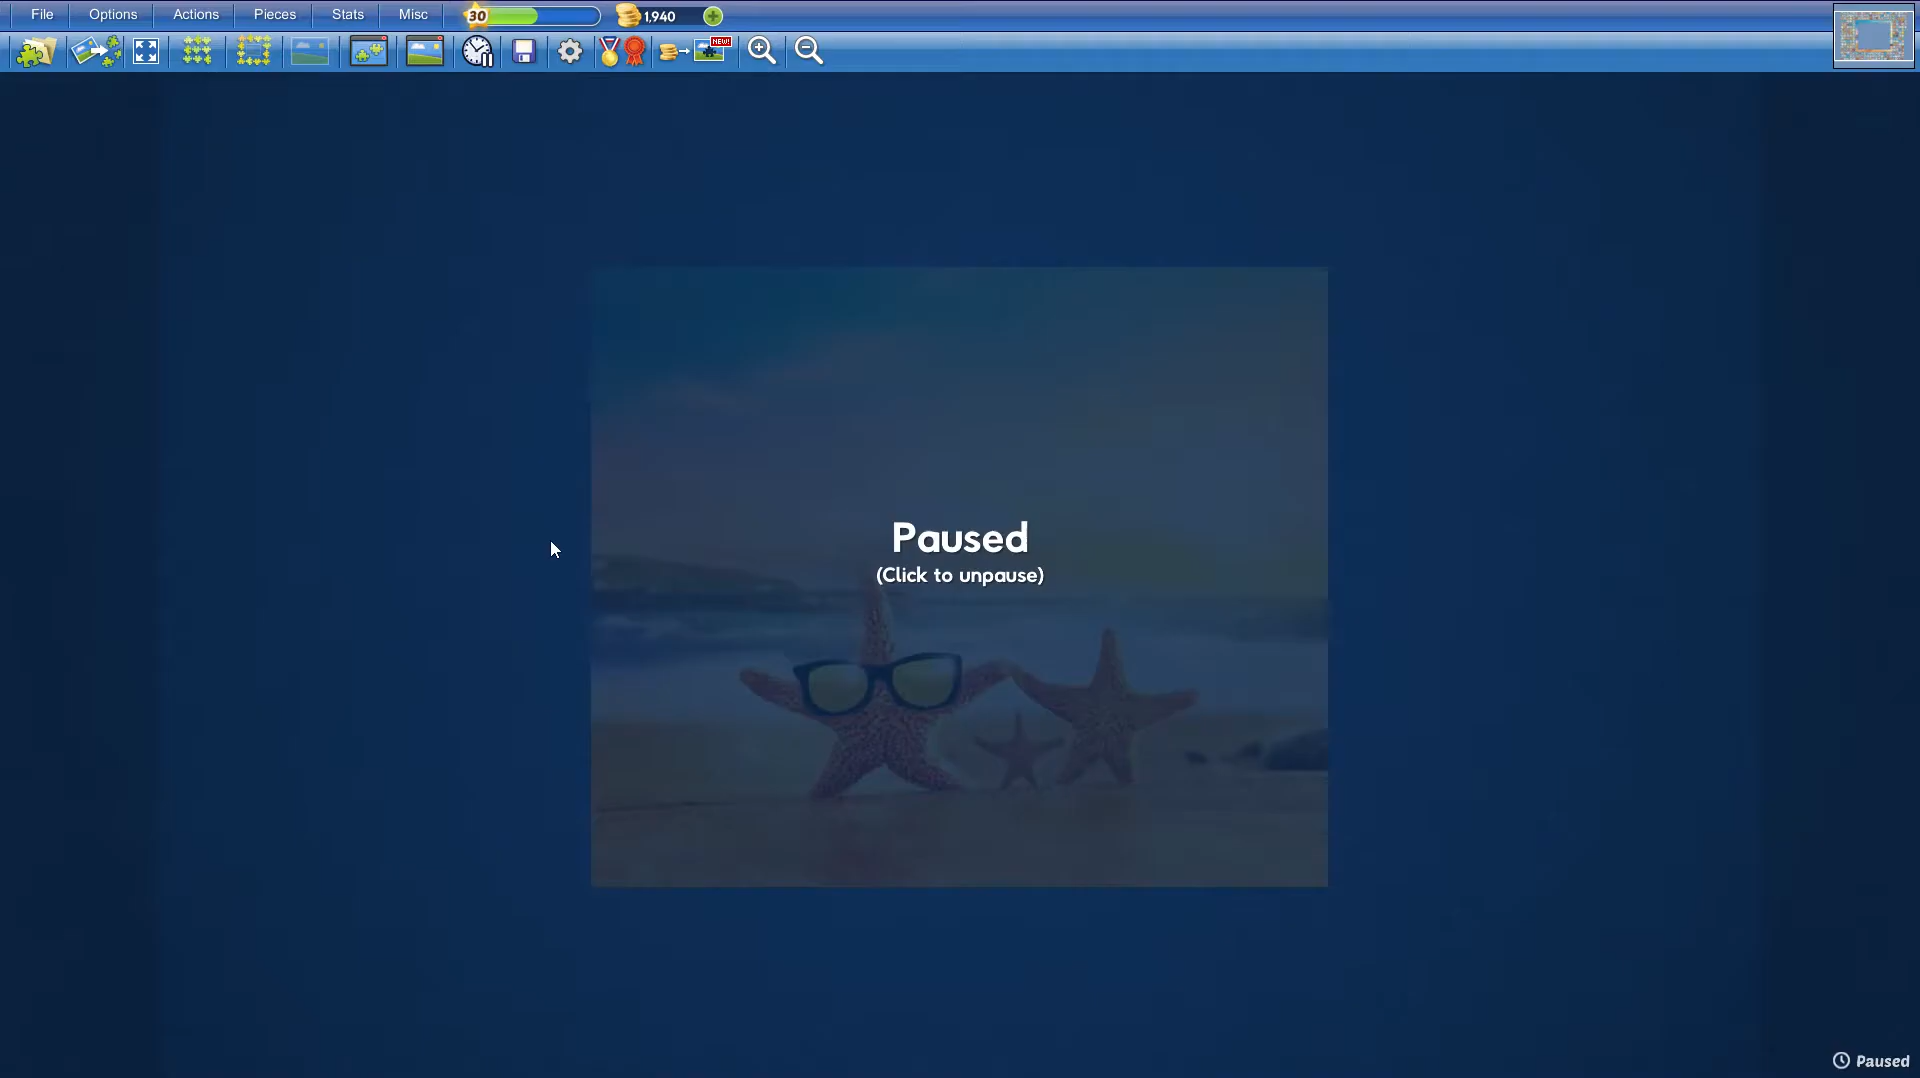 File Options Actions Pieces Stats Misc 30 1,940
NEW!
Paused
(Click to unpause)
Paused